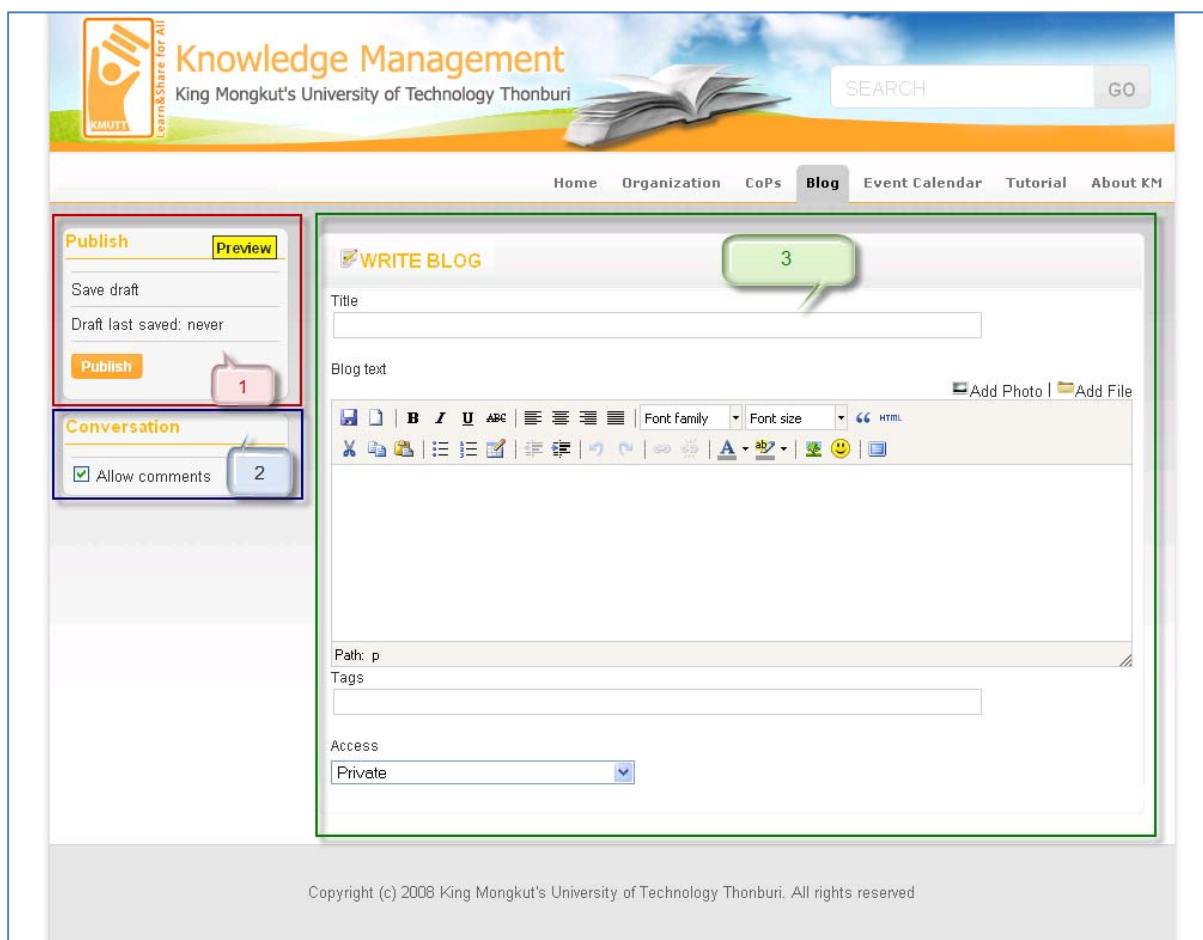 Learn&Share for All
KMUTT
Knowledge Management
King Mongkut's University of Technology Thonburi
SEARCH GO
Home Organization CoPs Blog Event Calendar Tutorial About KM
Publish Preview
Save draft
Draft last saved: never
Publish
1
Conversation
Allow comments
2
WRITE BLOG
3
Title
Blog text
Add Photo | Add File
B I U ABC Font family Font size HTML
A ab
Path: p
Tags
Access
Private
Copyright (c) 2008 King Mongkut's University of Technology Thonburi. All rights reserved